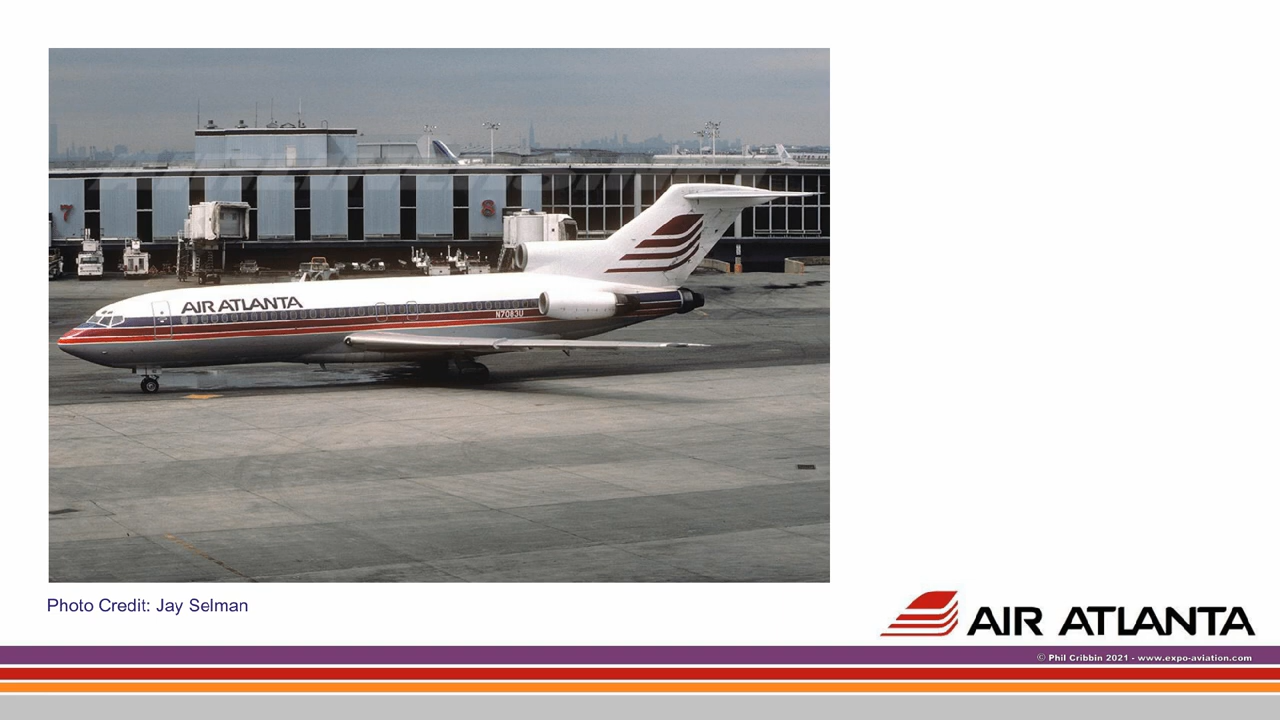 7
8
AIR ATLANTA
N7083U
Photo Credit: Jay Selman
AIR ATLANTA
© Phil Cribbin 2021 - www.expo-aviation.com